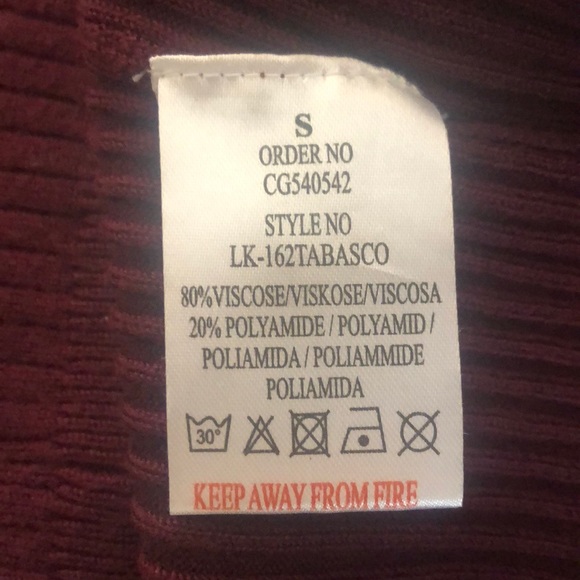 S
ORDER NO
CG540542
STYLE NO
LK-162TABASCO
80%VISCOSE/VISKOSE/VISCOSA
20% POLYAMIDE / POLYAMID /
POLIAMIDA / POLIAMMIDE
POLIAMIDA
30°
KEEP AWAY FROM FIRE